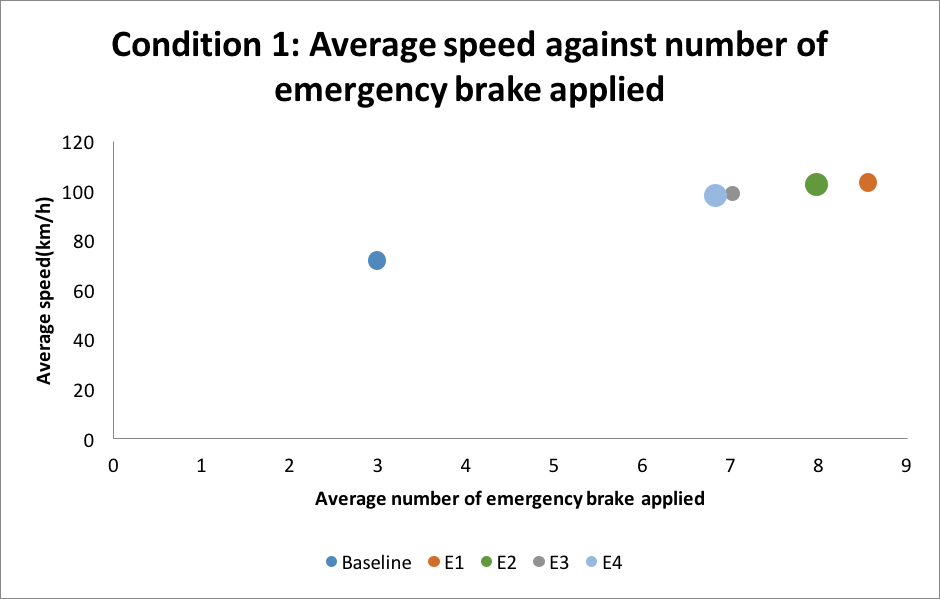 Condition 1: Average speed against number of
emergency brake applied
120
100
80
60
40
20
0
Average speed(km/h)
0 1 2 3 4 5 6 7 8 9
Average number of emergency brake applied
Baseline E1 E2 E3 E4